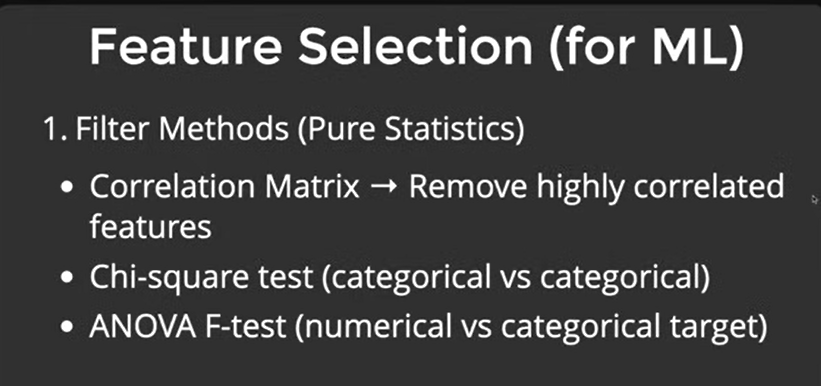 Feature Selection (for ML)
1. Filter Methods (Pure Statistics)
• Correlation Matrix → Remove highly correlated
features
• Chi-square test (categorical vs categorical)
• ANOVA F-test (numerical vs categorical target)